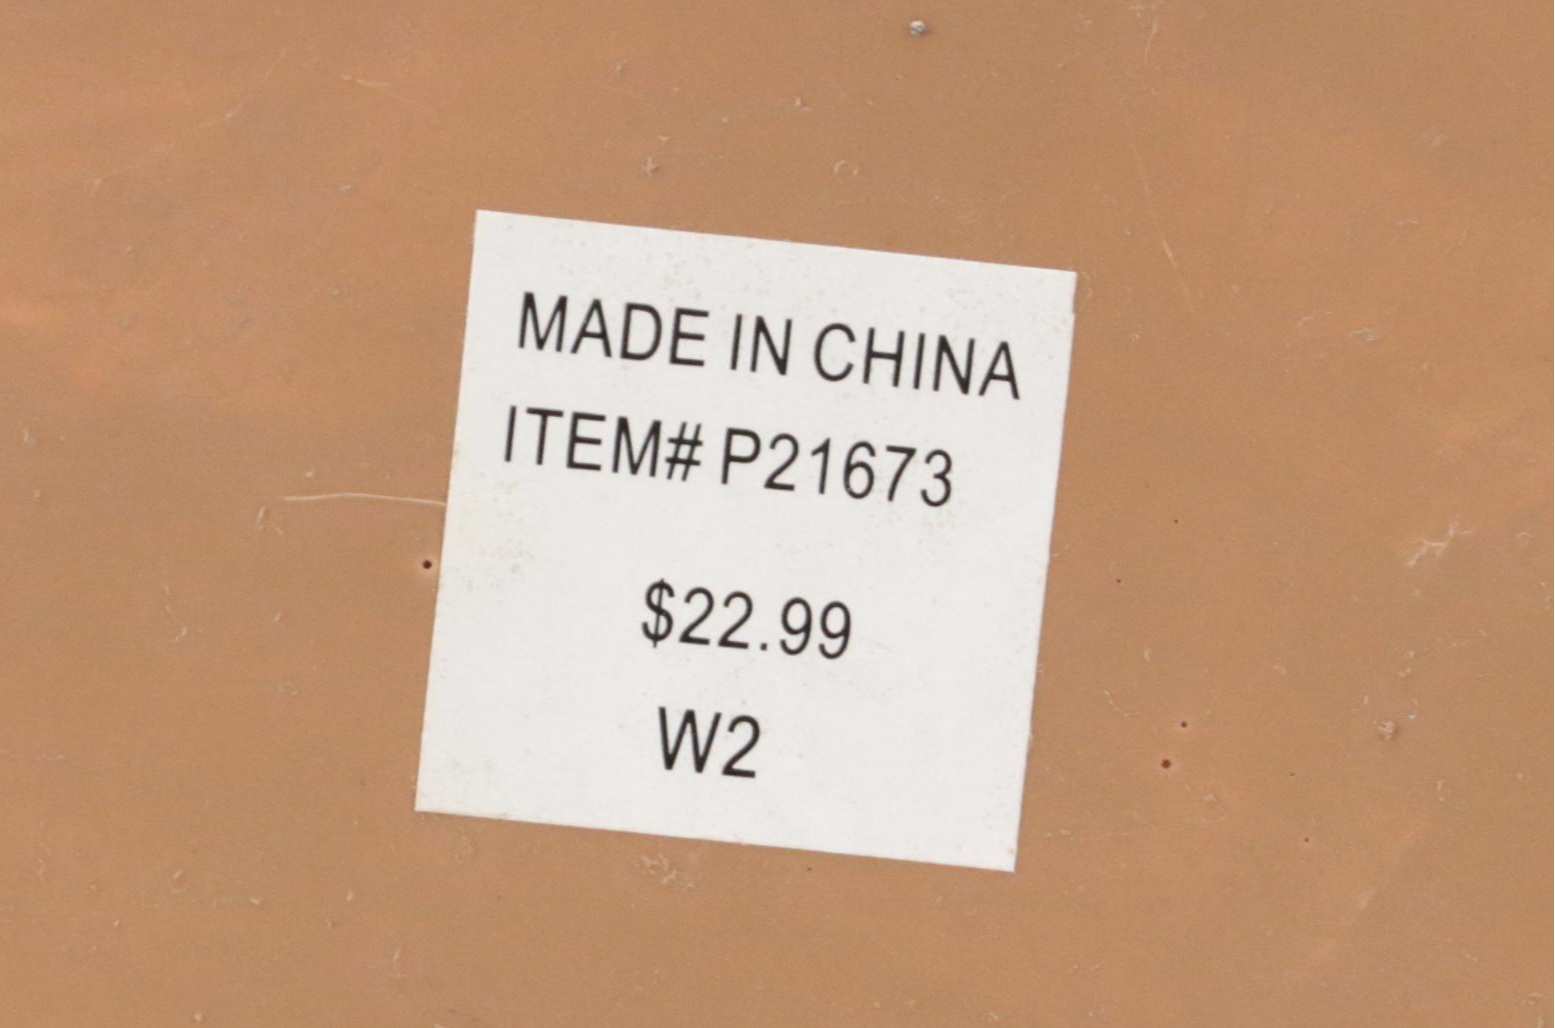 MADE IN CHINA
ITEM# P21673
$22.99
W2